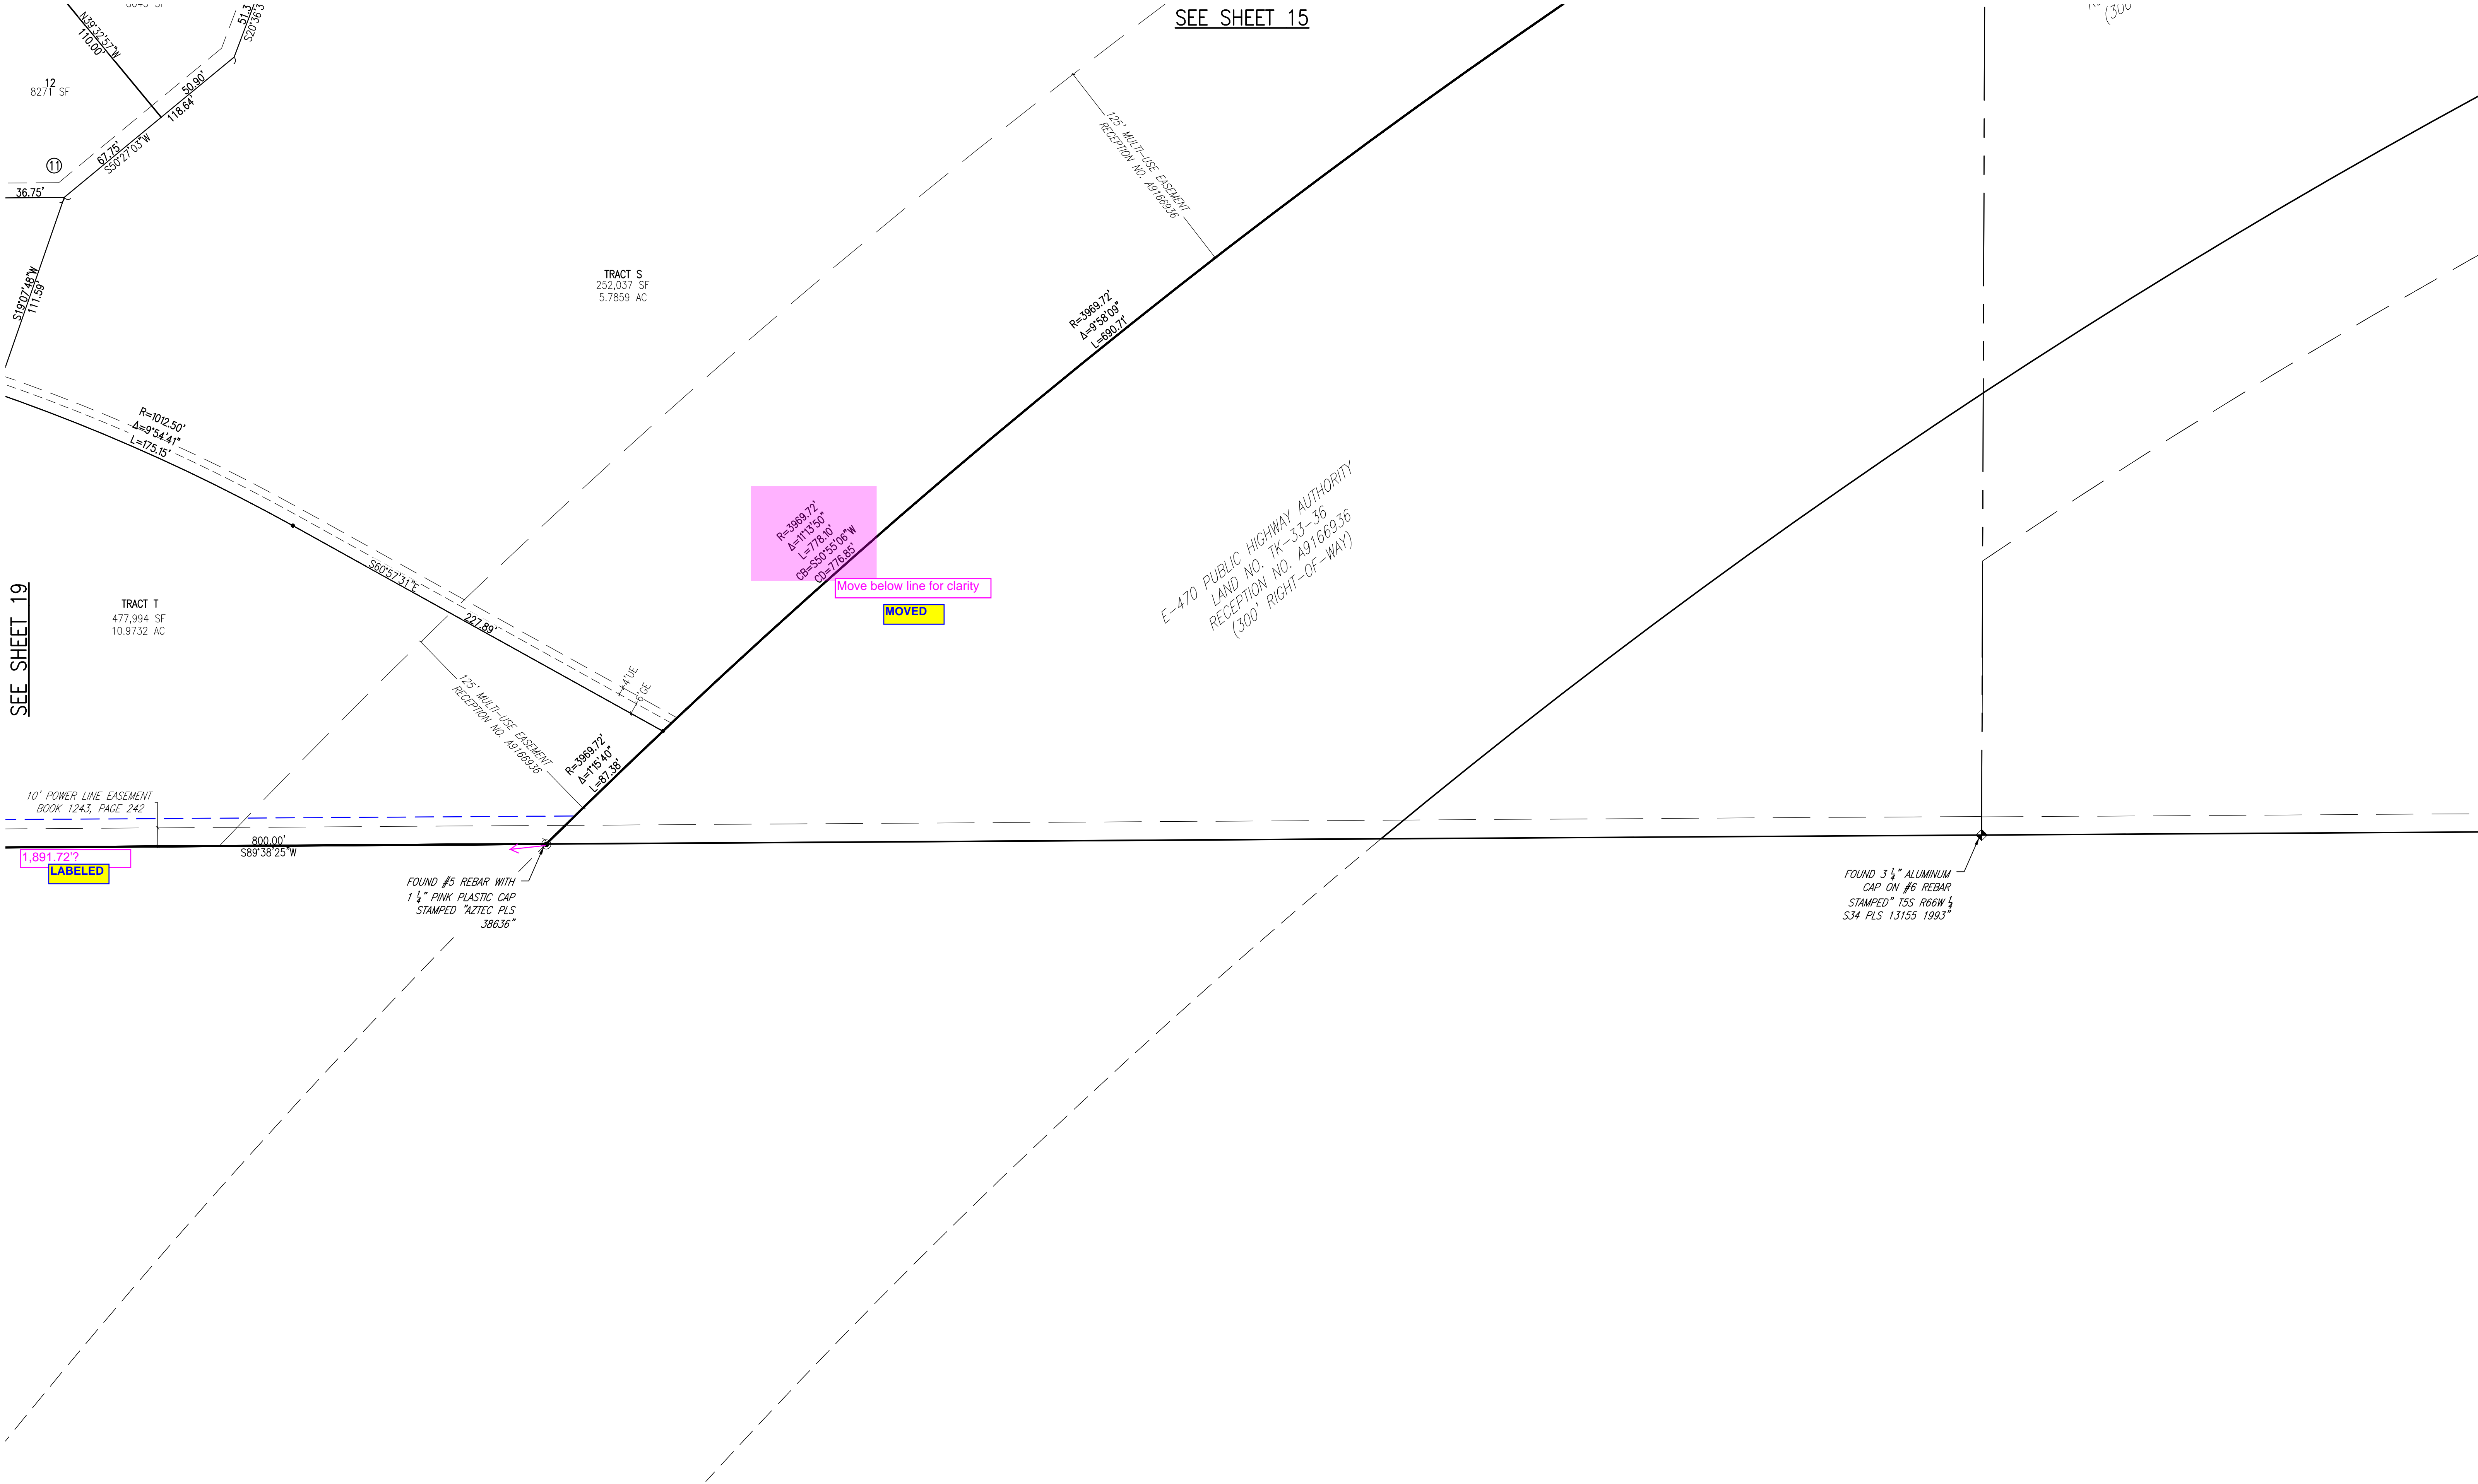 SEE SHEET 15
(300'
N39°32'57"W
110.00'
51.3
S20°36'3
12
8271 SF
50.90'
118.64'
67.75'
S50°27'03"W
11
36.75'
S19°07'48"W
111.59'
125' MULTI-USE EASEMENT
RECEPTION NO. A9166936
TRACT S
252,037 SF
5.7859 AC
R=3969.72'
Δ=9°58'09"
L=690.71'
R=1012.50'
Δ=9°54'41"
L=175.15'
R=3969.72'
Δ=11°13'50"
L=778.10'
CB=S50°55'06"W
CD=776.85'
Move below line for clarity
MOVED
E-470 PUBLIC HIGHWAY AUTHORITY
LAND NO. TK-33-36
RECEPTION NO. A9166936
(300' RIGHT-OF-WAY)
S60°57'31"E
227.89'
SEE SHEET 19
TRACT T
477,994 SF
10.9732 AC
14' UE
6' GE
125' MULTI-USE EASEMENT
RECEPTION NO. A9166936
R=3969.72'
Δ=1°15'40"
L=87.38'
10' POWER LINE EASEMENT
BOOK 1243, PAGE 242
800.00'
S89°38'25"W
1,891.72'?
LABELED
FOUND #5 REBAR WITH
1 1/4" PINK PLASTIC CAP
STAMPED "AZTEC PLS
38636"
FOUND 3 1/4" ALUMINUM
CAP ON #6 REBAR
STAMPED" T5S R66W 1/4
S34 PLS 13155 1993"